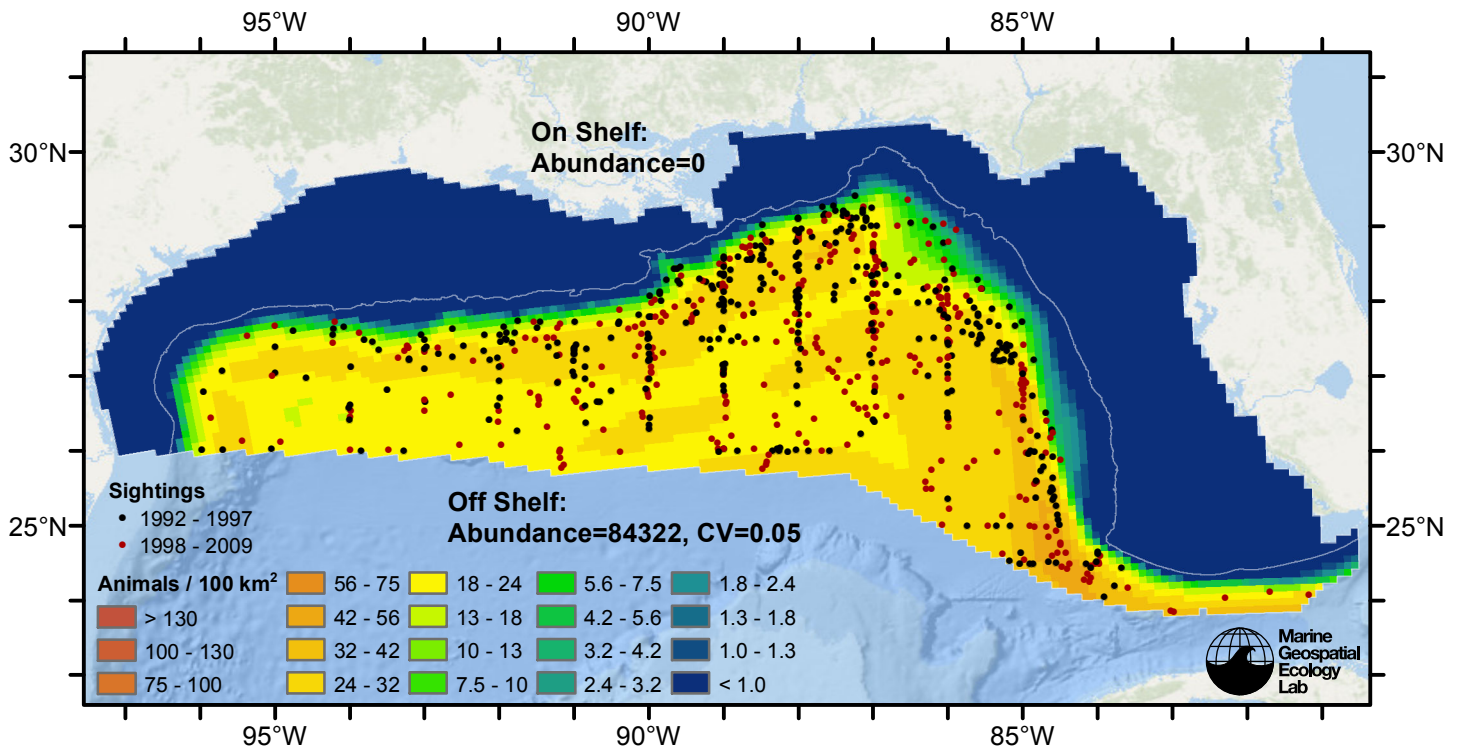 95°W 90°W 85°W
On Shelf:
Abundance=0
30°N 30°N
25°N 25°N
Off Shelf:
Abundance=84322, CV=0.05
Sightings
1992 - 1997
1998 - 2009
Animals / 100 km²
> 130
100 - 130
75 - 100
56 - 75
42 - 56
32 - 42
24 - 32
18 - 24
13 - 18
10 - 13
7.5 - 10
5.6 - 7.5
4.2 - 5.6
3.2 - 4.2
2.4 - 3.2
1.8 - 2.4
1.3 - 1.8
1.0 - 1.3
< 1.0
Marine
Geospatial
Ecology
Lab
95°W 90°W 85°W